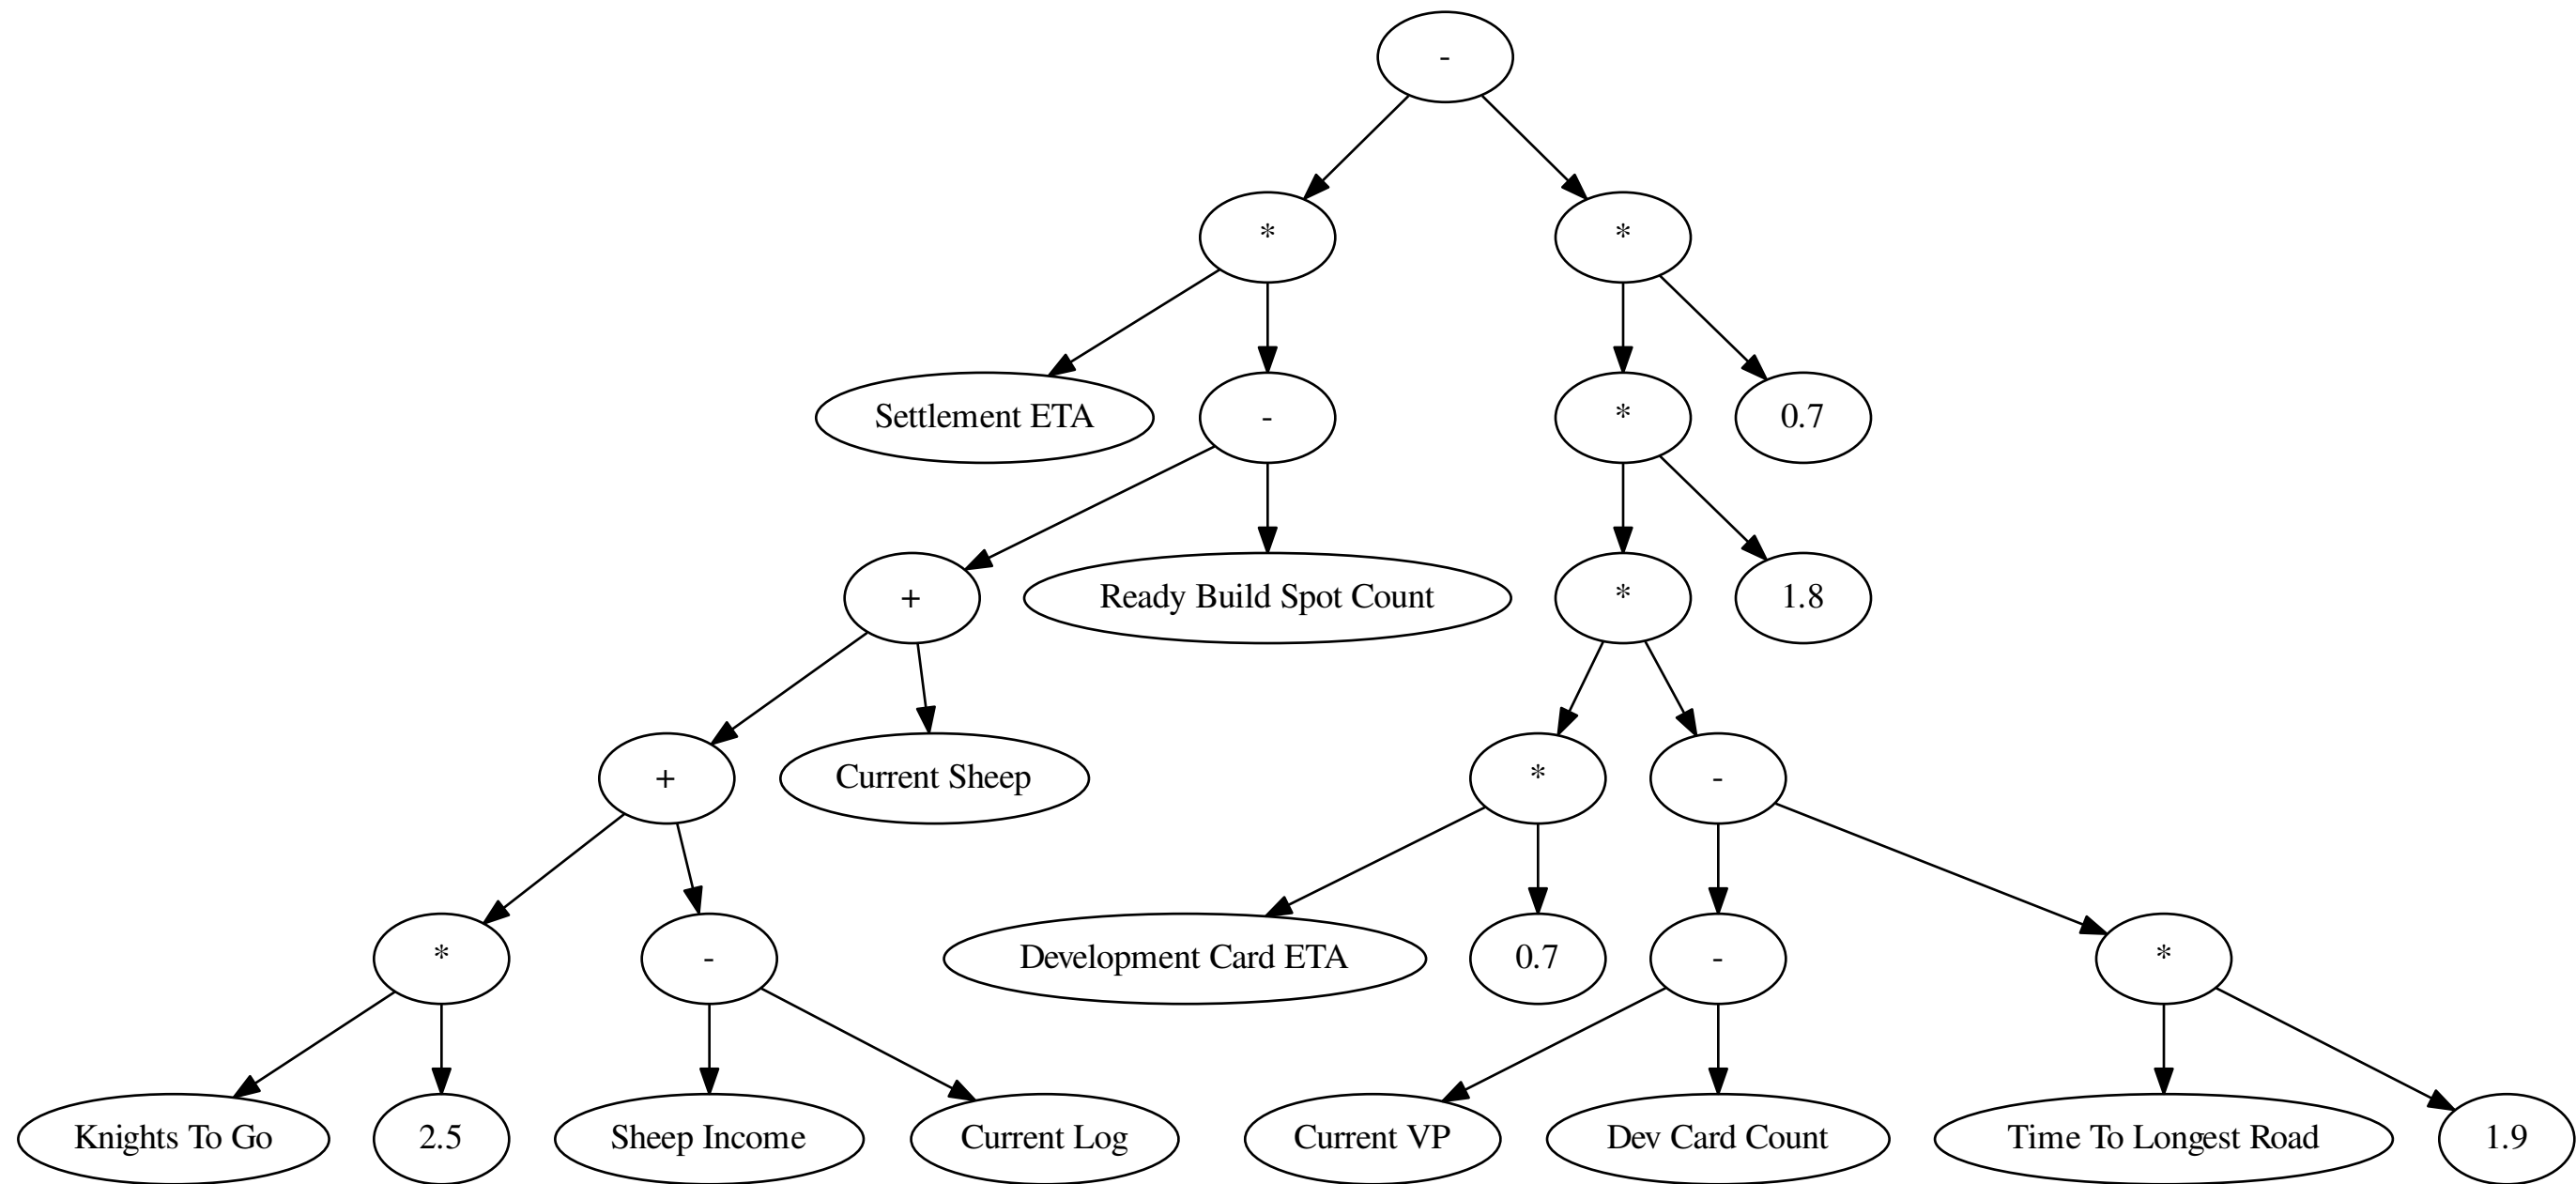 -
*
*
Settlement ETA
-
*
0.7
+
Ready Build Spot Count
*
1.8
+
Current Sheep
*
-
*
-
Development Card ETA
0.7
-
*
Knights To Go
2.5
Sheep Income
Current Log
Current VP
Dev Card Count
Time To Longest Road
1.9